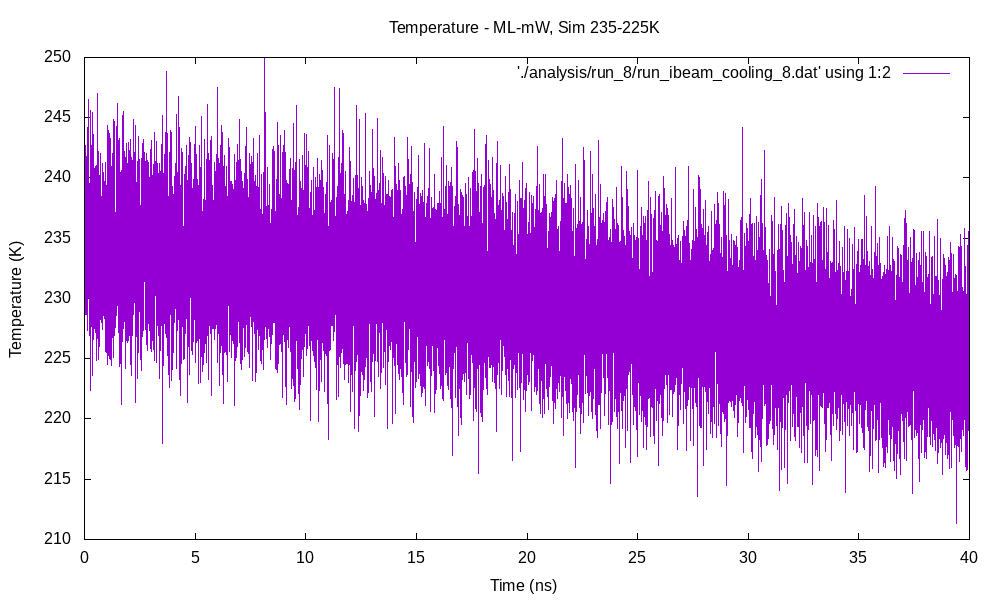 Temperature - ML-mW, Sim 235-225K
'./analysis/run_8/run_ibeam_cooling_8.dat' using 1:2
250
245
240
235
230
225
220
215
210
Temperature (K)
0 5 10 15 20 25 30 35 40
Time (ns)